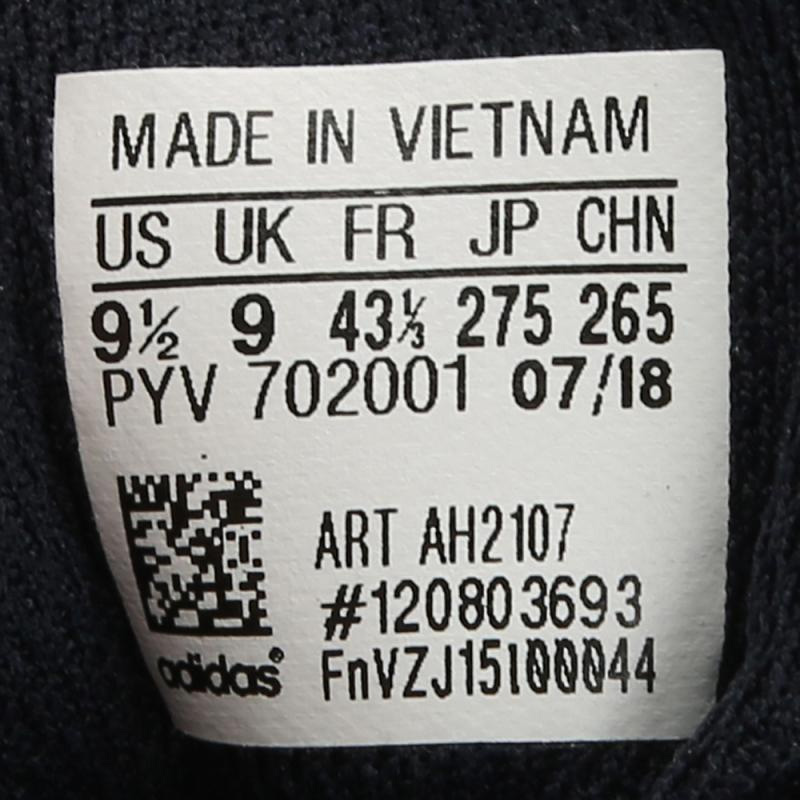 MADE IN VIETNAM
US UK FR JP CHN
9½ 9 43⅓ 275 265
PYV 702001 07/18
ART AH2107
#120803693
adidas® FnVZJ15l00044